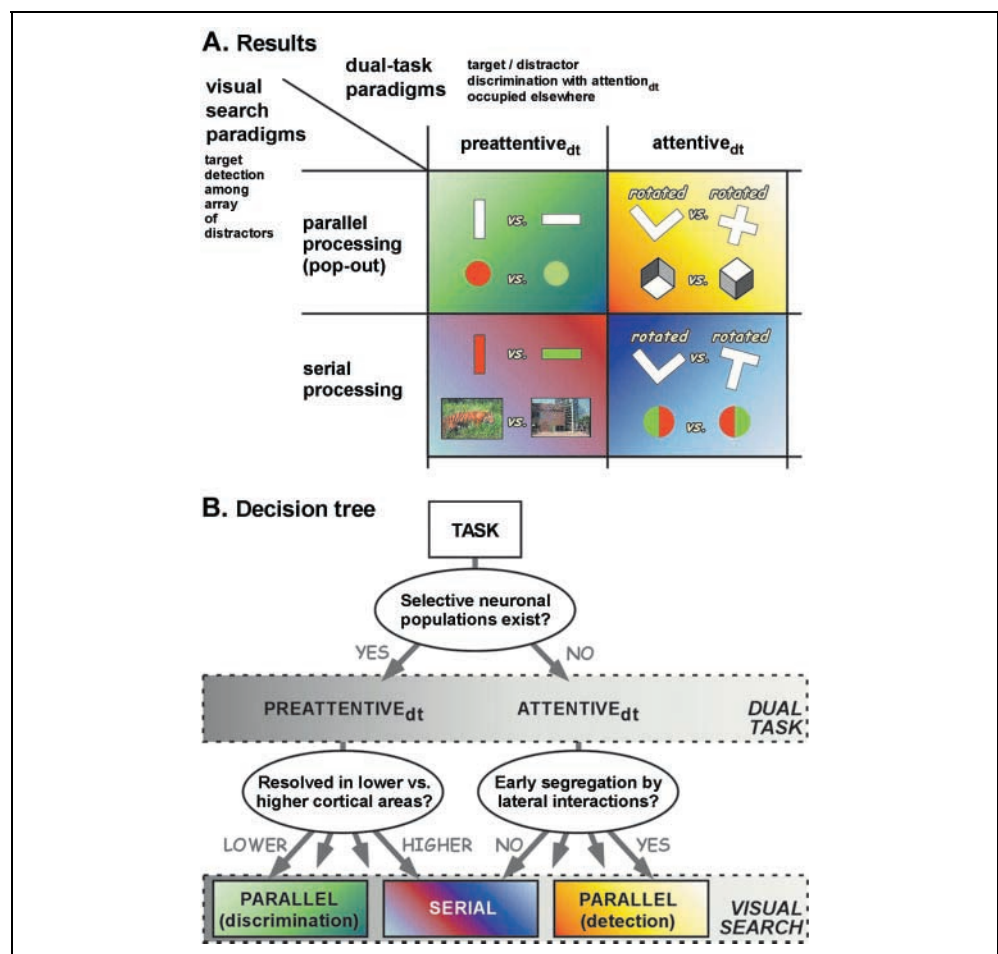 A. Results
dual-task
paradigms
target / distractor
discrimination with attention_dt
occupied elsewhere
visual
search
paradigms
target
detection
among
array
of
distractors
preattentive_dt
attentive_dt
parallel
processing
(pop-out)
vs.
vs.
rotated vs. rotated
vs.
serial
processing
vs.
vs.
rotated vs. rotated
vs.
B. Decision tree
TASK
Selective neuronal
populations exist?
YES
NO
PREATTENTIVE_dt
ATTENTIVE_dt
DUAL
TASK
Resolved in lower vs.
higher cortical areas?
Early segregation by
lateral interactions?
LOWER
HIGHER
NO
YES
PARALLEL
(discrimination)
SERIAL
PARALLEL
(detection)
VISUAL
SEARCH